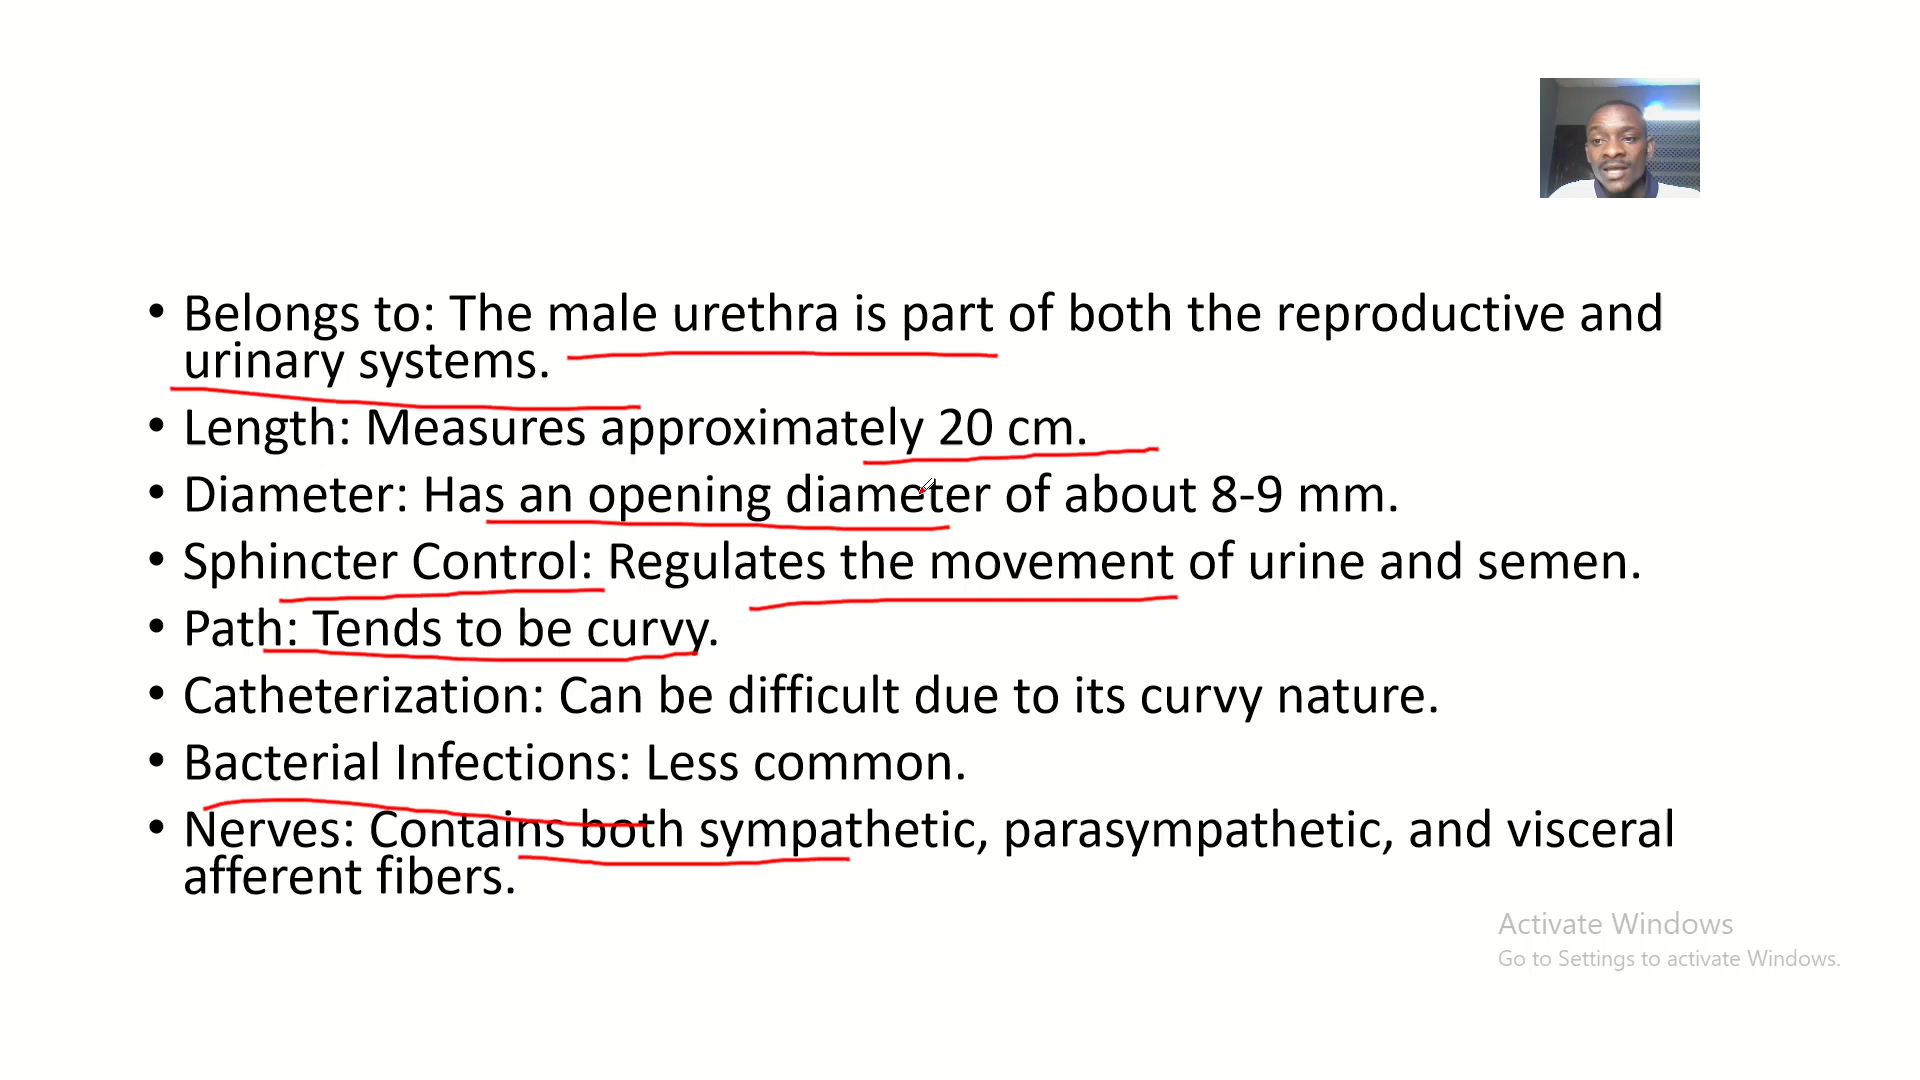 • Belongs to: The male urethra is part of both the reproductive and
urinary systems.
• Length: Measures approximately 20 cm.
• Diameter: Has an opening diameter of about 8-9 mm.
• Sphincter Control: Regulates the movement of urine and semen.
• Path: Tends to be curvy.
• Catheterization: Can be difficult due to its curvy nature.
• Bacterial Infections: Less common.
• Nerves: Contains both sympathetic, parasympathetic, and visceral
afferent fibers.
Activate Windows
Go to Settings to activate Windows.